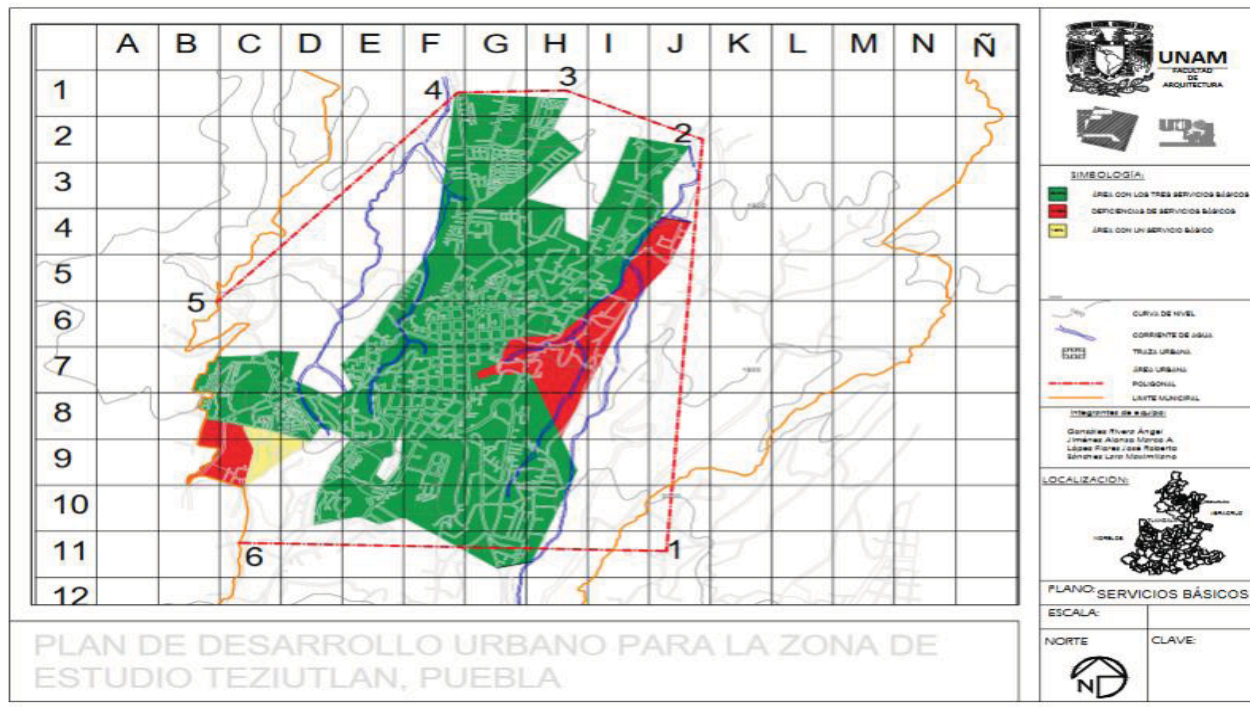 A B C D E F G H I J K L M N Ñ
1
2
3
4
5
6
7
8
9
10
11
12
4
3
2
5
6
1
UNAM
FACULTAD
DE
ARQUITECTURA
SIMBOLOGÍA:
ÁREA CON LOS TRES SERVICIOS BÁSICOS
DEFICIENCIAS DE SERVICIOS BÁSICOS
ÁREA CON UN SERVICIO BÁSICO
CURVA DE NIVEL
CORRIENTE DE AGUA
TRAZA URBANA
ÁREA URBANA
POLIGONAL
LIMITE MUNICIPAL
Integrantes de equipo:
González Rivera Ángel
Jiménez Alonso Marco A.
López Flores José Roberto
Sánchez Lara Maximiliano
LOCALIZACIÓN:
VERACRUZ
MORELOS
PLANO: SERVICIOS BÁSICOS
ESCALA:
NORTE
CLAVE:
N
PLAN DE DESARROLLO URBANO PARA LA ZONA DE
ESTUDIO TEZIUTLAN, PUEBLA